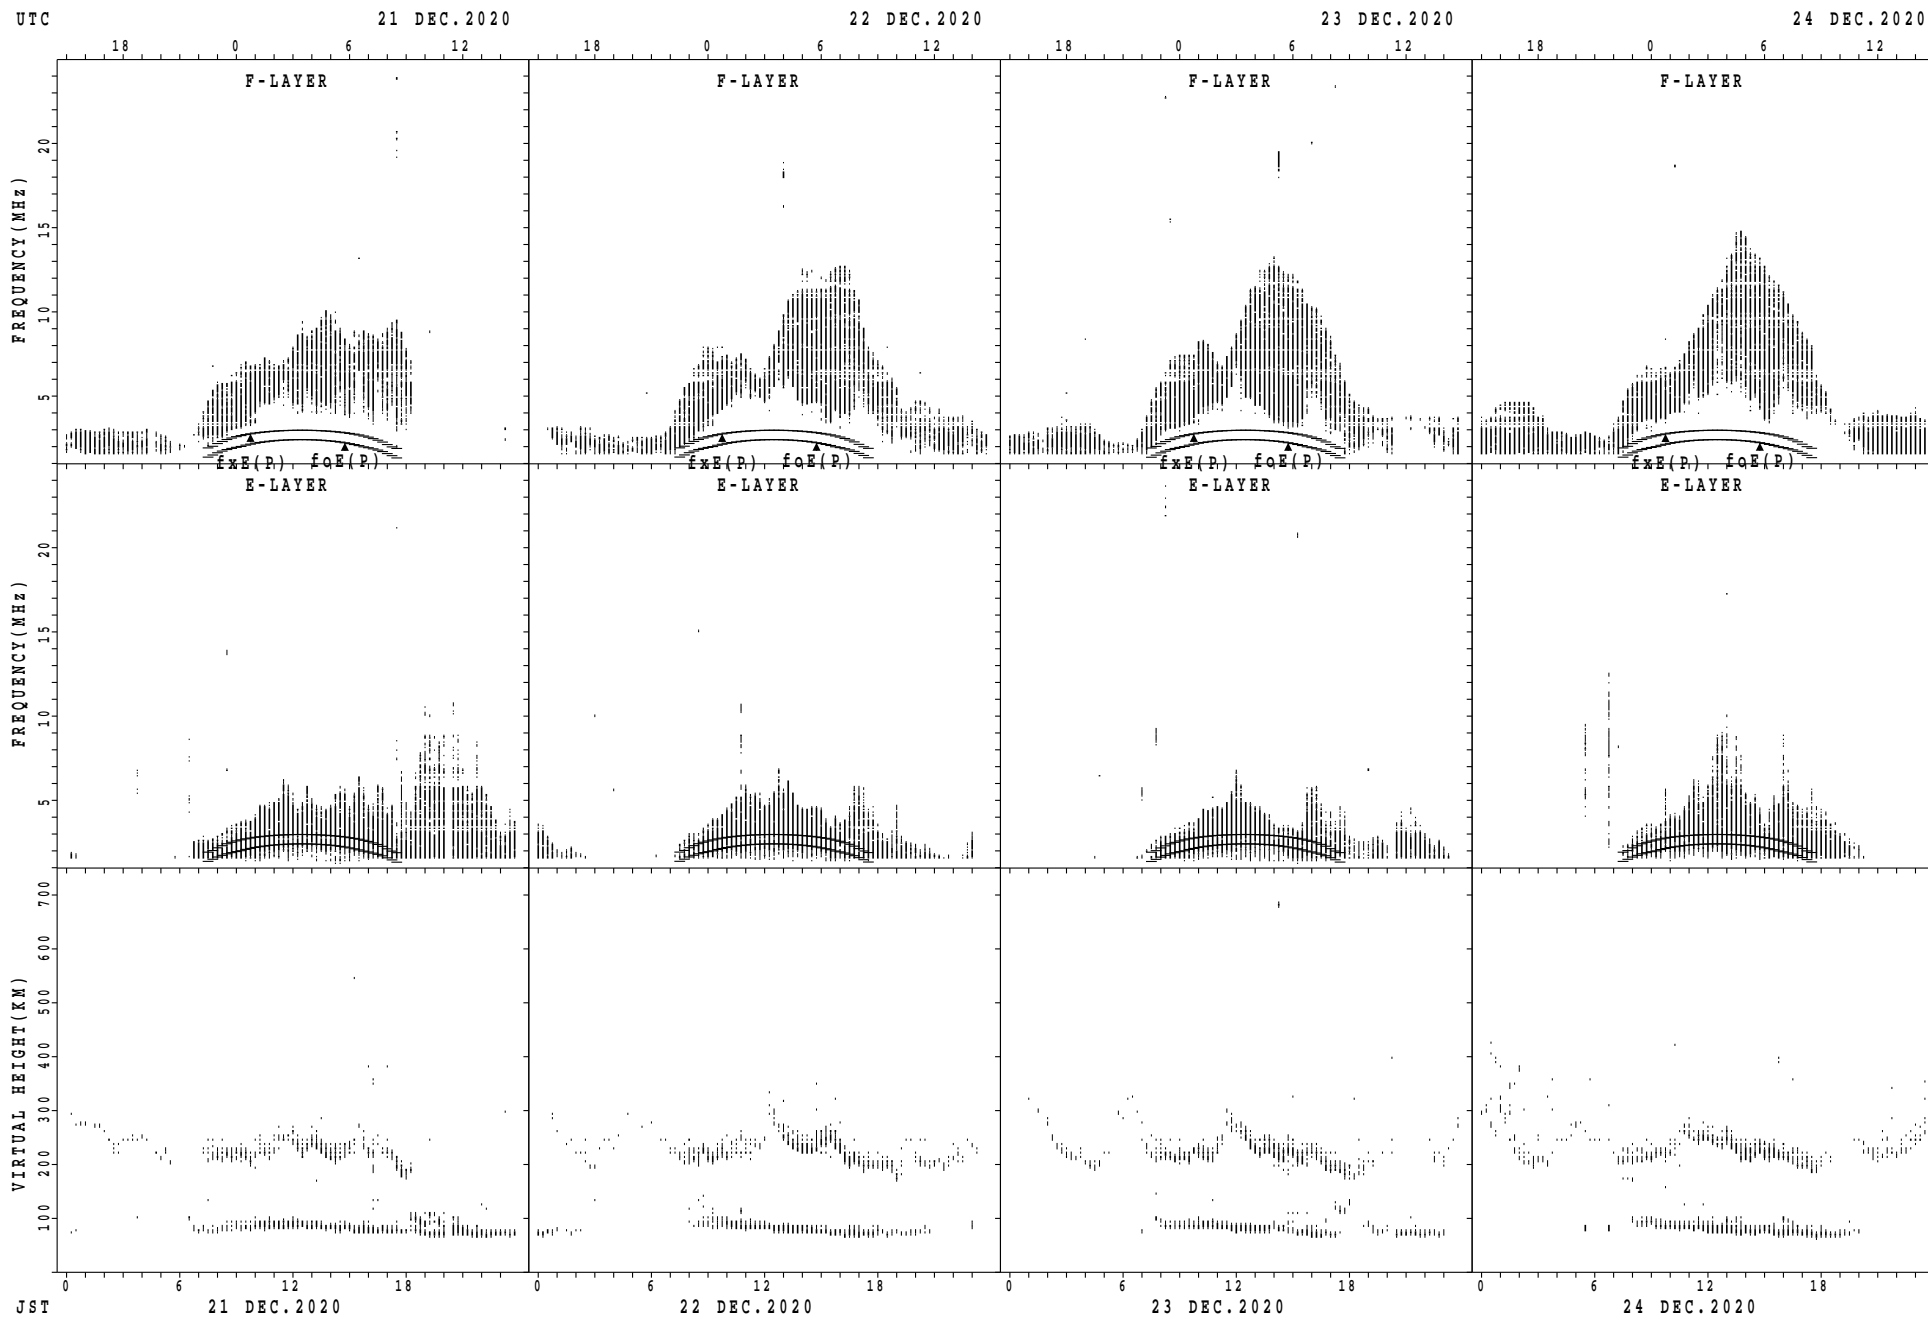 UTC 21 DEC.2020 22 DEC.2020 23 DEC.2020 24 DEC.2020
18 0 6 12 18 0 6 12 18 0 6 12 18 0 6 12
F-LAYER F-LAYER F-LAYER F-LAYER
FREQUENCY(MHz)
20
15
10
5
fxE(P) foE(P) fxE(P) foE(P) fxE(P) foE(P) fxE(P) foE(P)
E-LAYER E-LAYER E-LAYER E-LAYER
FREQUENCY(MHz)
20
15
10
5
VIRTUAL HEIGHT(KM)
700
600
500
400
300
200
100
0 6 12 18 0 6 12 18 0 6 12 18 0 6 12 18
JST 21 DEC.2020 22 DEC.2020 23 DEC.2020 24 DEC.2020